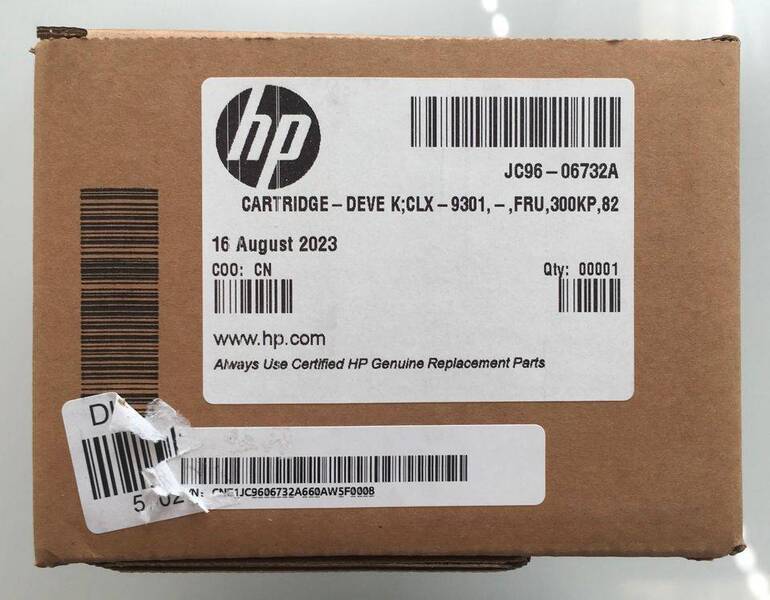 hp
JC96-06732A
CARTRIDGE-DEVE K;CLX-9301,-,FRU,300KP,82
16 August 2023
COO: CN
Qty: 00001
www.hp.com
Always Use Certified HP Genuine Replacement Parts